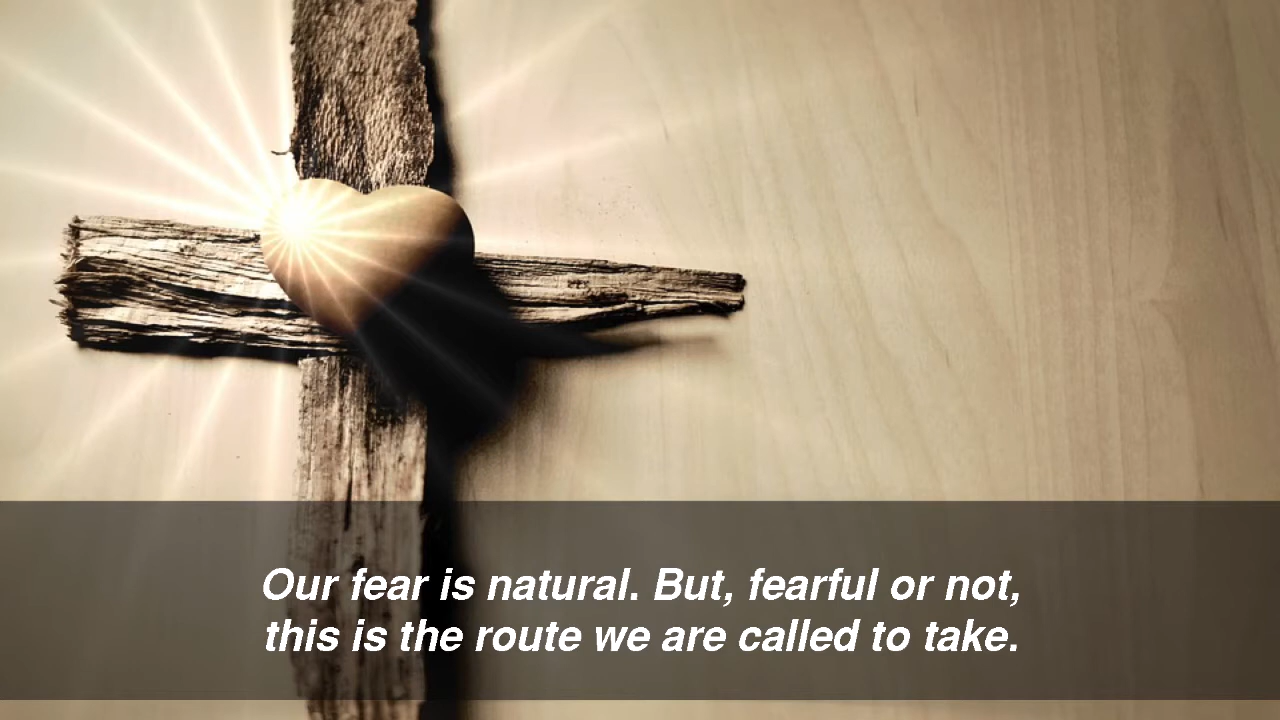 Our fear is natural. But, fearful or not,
this is the route we are called to take.